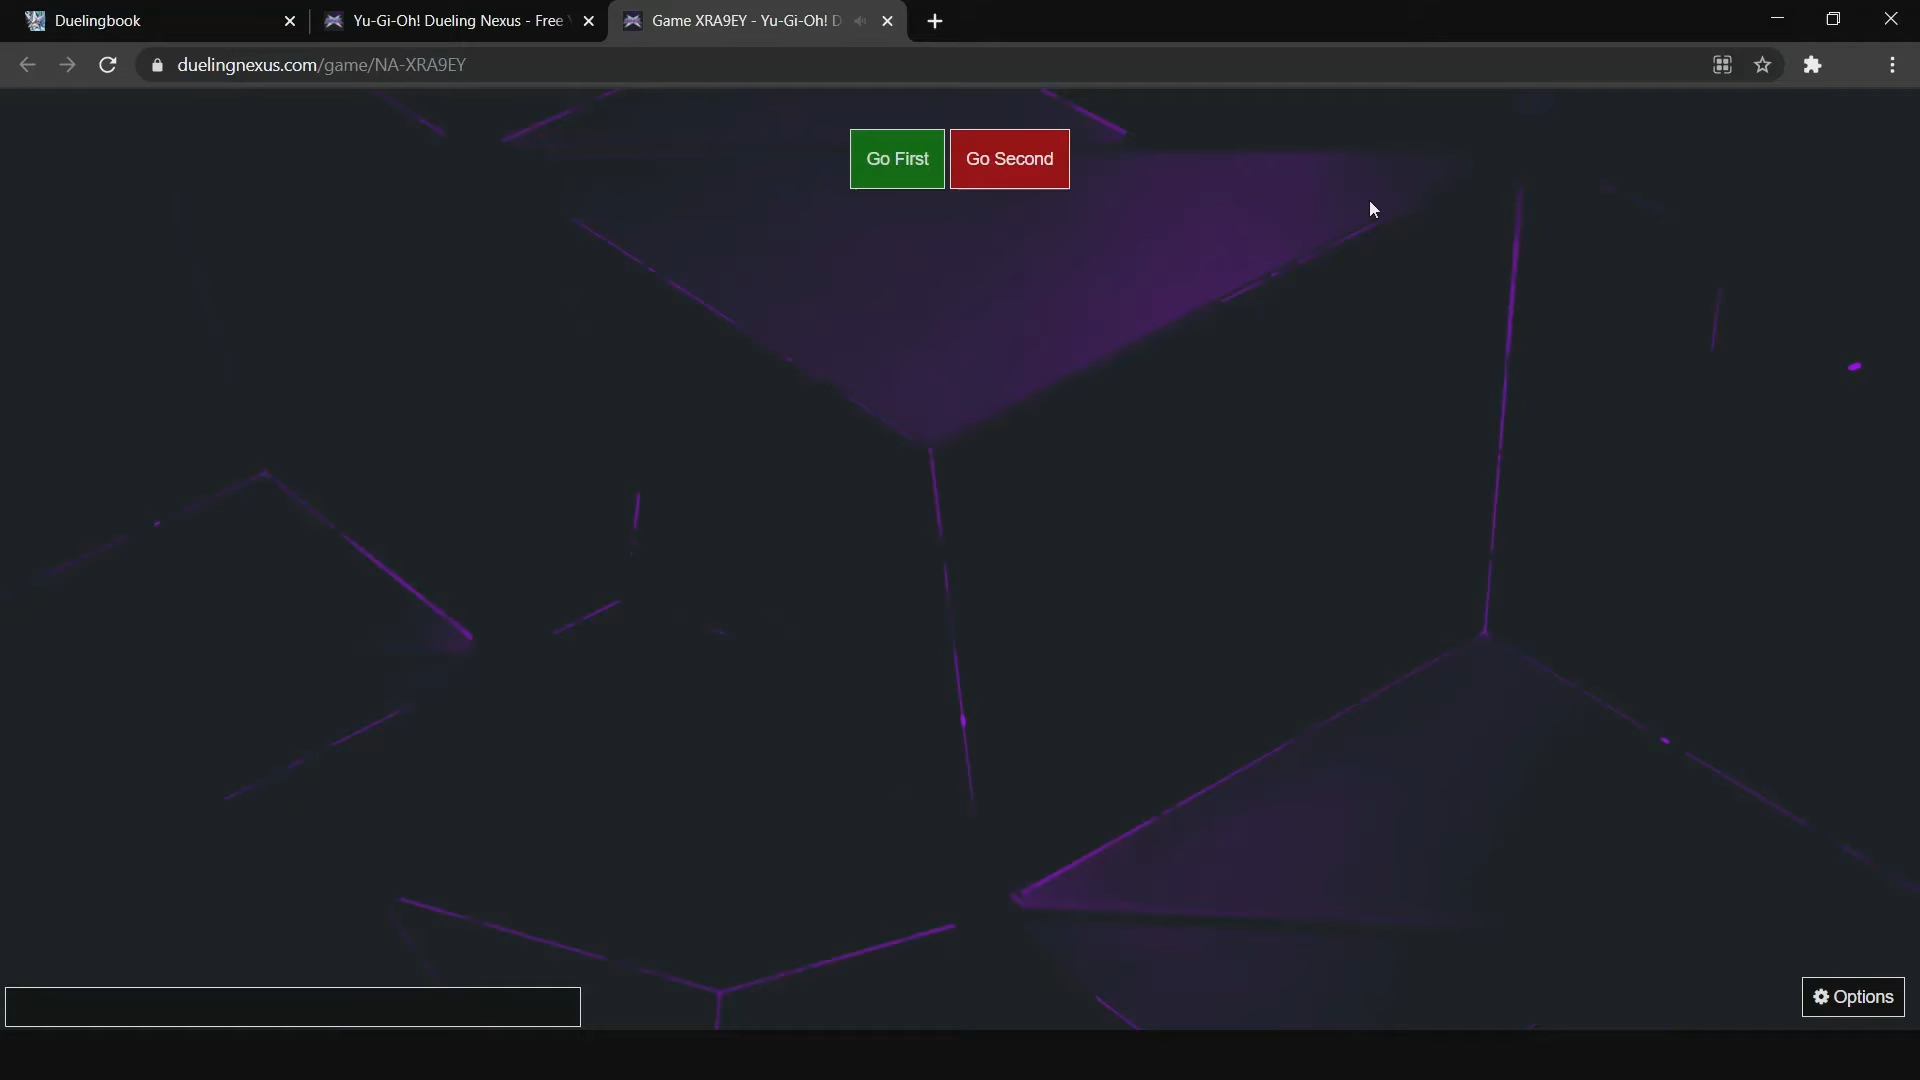 Duelingbook
Yu-Gi-Oh! Dueling Nexus - Free
Game XRA9EY - Yu-Gi-Oh! D
duelingnexus.com/game/NA-XRA9EY
Go First
Go Second
Options